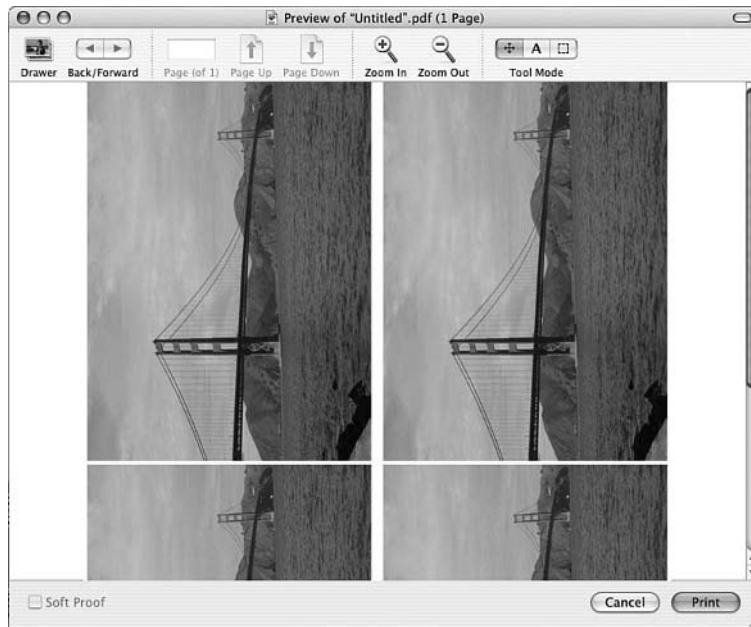 Preview of “Untitled”.pdf (1 Page)
Drawer Back/Forward Page (of 1) Page Up Page Down Zoom In Zoom Out Tool Mode
A
Soft Proof
Cancel Print